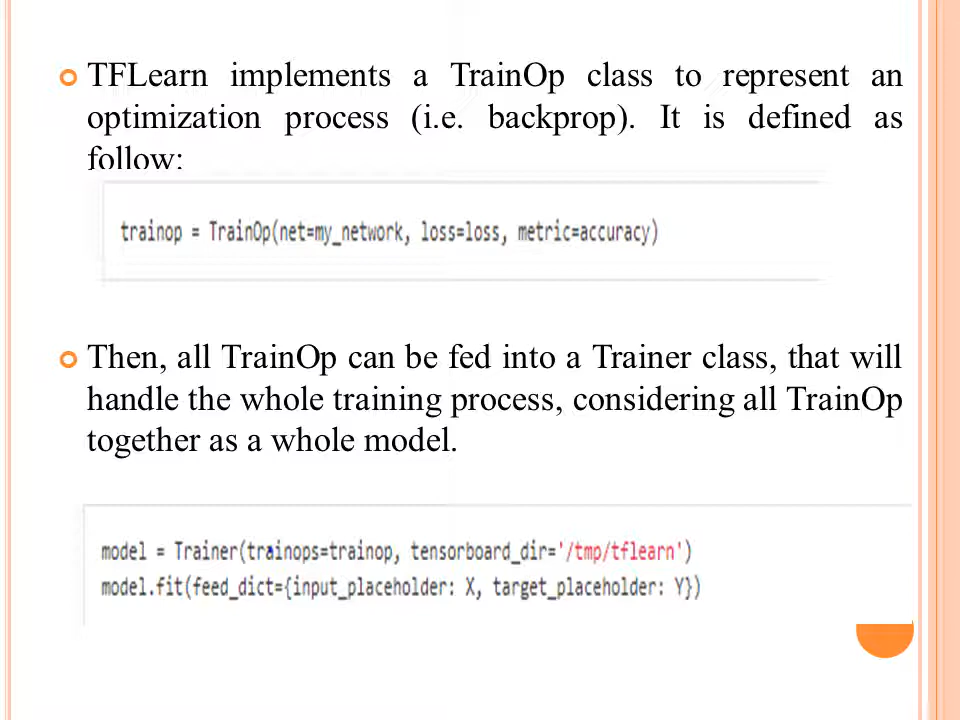 TFLearn implements a TrainOp class to represent an
optimization process (i.e. backprop). It is defined as
follow:
trainop = TrainOp(net=my_network, loss=loss, metric=accuracy)
Then, all TrainOp can be fed into a Trainer class, that will
handle the whole training process, considering all TrainOp
together as a whole model.
model = Trainer(trainops=trainop, tensorboard_dir='/tmp/tflearn')
model.fit(feed_dict={input_placeholder: X, target_placeholder: Y})